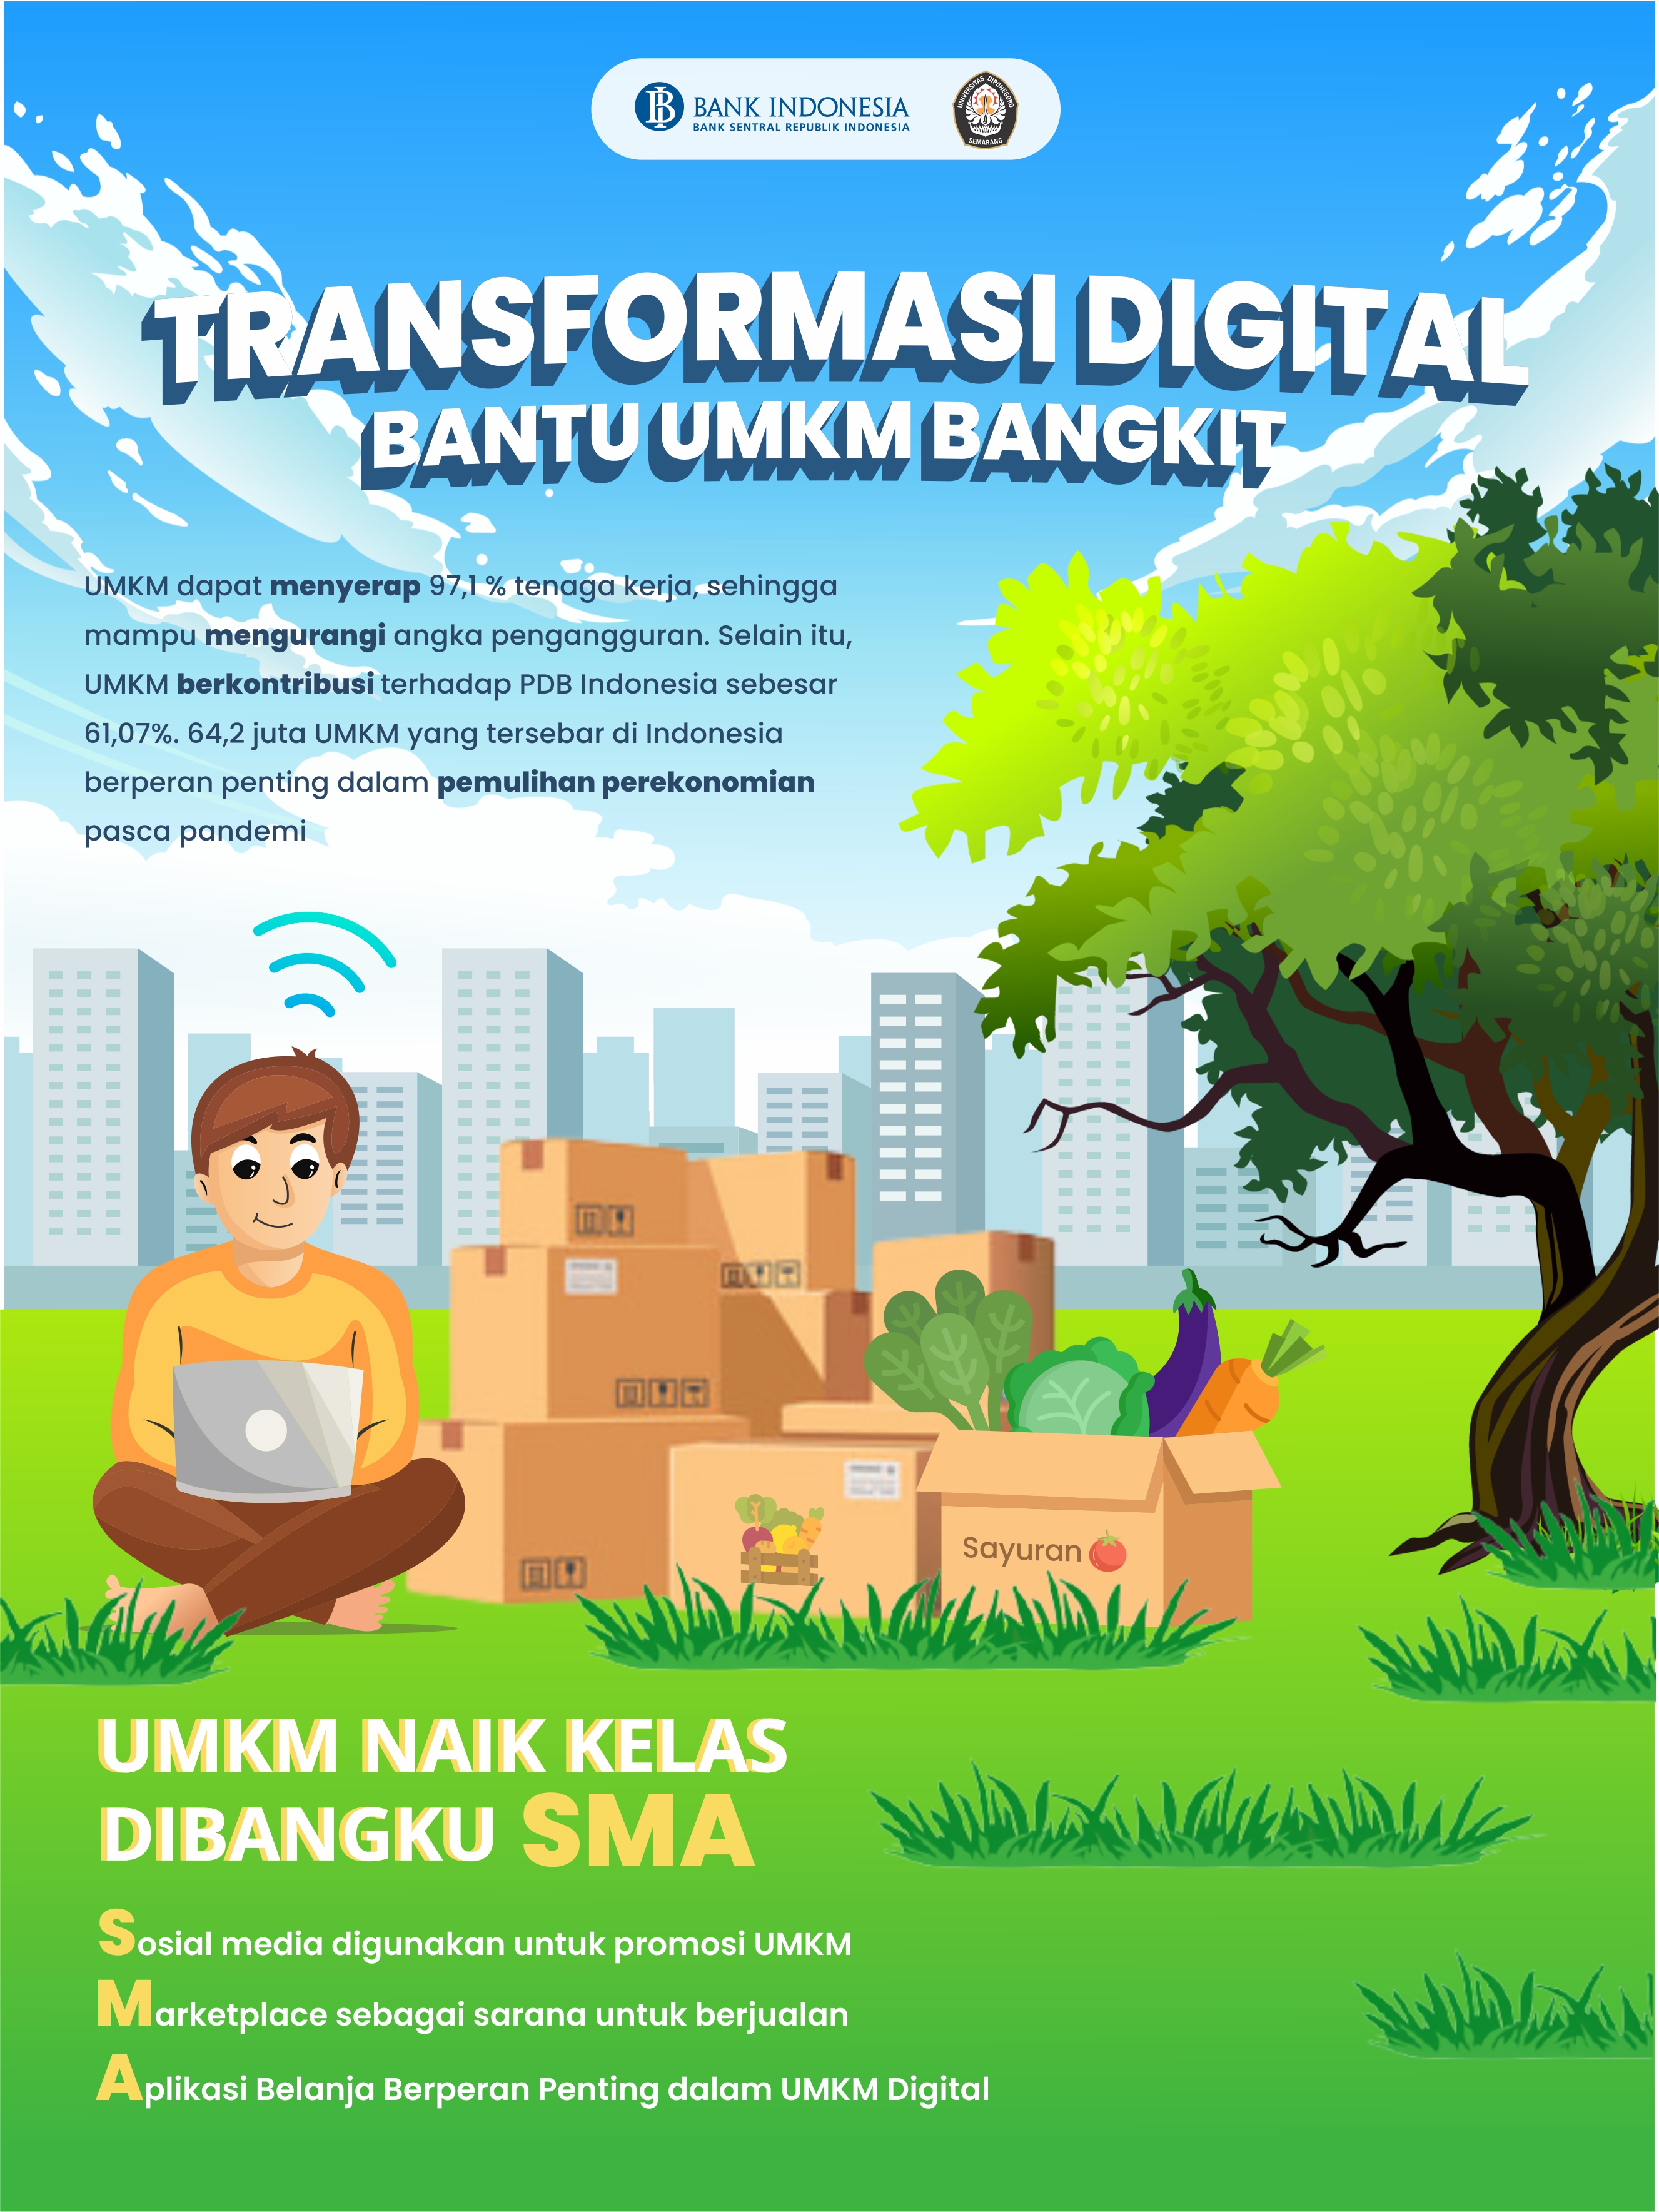 BANK INDONESIA
BANK SENTRAL REPUBLIK INDONESIA
UNIVERSITAS DIPONEGORO
SEMARANG
TRANSFORMASI DIGITAL
BANTU UMKM BANGKIT
UMKM dapat menyerap 97,1 % tenaga kerja, sehingga
mampu mengurangi angka pengangguran. Selain itu,
UMKM berkontribusi terhadap PDB Indonesia sebesar
61,07%. 64,2 juta UMKM yang tersebar di Indonesia
berperan penting dalam pemulihan perekonomian
pasca pandemi
Sayuran
UMKM NAIK KELAS
DIBANGKU SMA
Sosial media digunakan untuk promosi UMKM
Marketplace sebagai sarana untuk berjualan
Aplikasi Belanja Berperan Penting dalam UMKM Digital